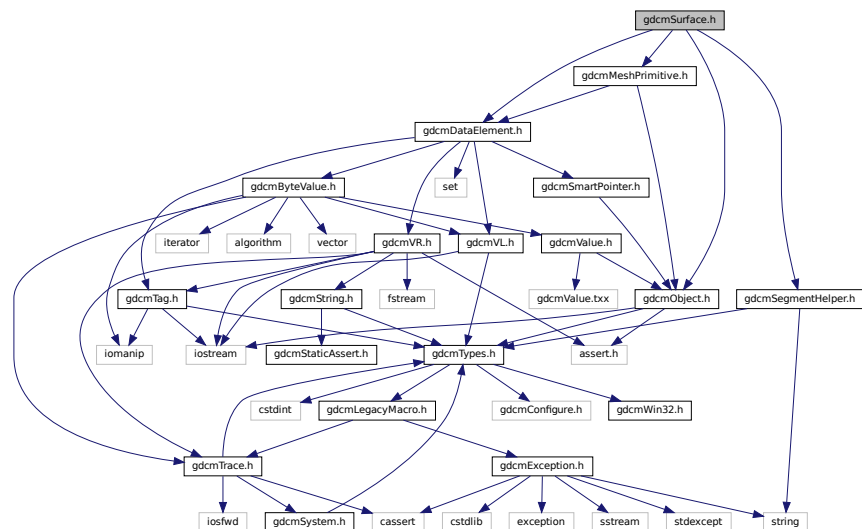 gdcmSurface.h
gdcmMeshPrimitive.h
gdcmDataElement.h
gdcmByteValue.h
set
gdcmSmartPointer.h
iterator
algorithm
vector
gdcmVR.h
gdcmVL.h
gdcmValue.h
gdcmTag.h
gdcmString.h
fstream
gdcmValue.txx
gdcmObject.h
gdcmSegmentHelper.h
iomanip
iostream
gdcmStaticAssert.h
gdcmTypes.h
assert.h
cstdint
gdcmLegacyMacro.h
gdcmConfigure.h
gdcmWin32.h
gdcmTrace.h
gdcmException.h
iosfwd
gdcmSystem.h
cassert
cstdlib
exception
sstream
stdexcept
string